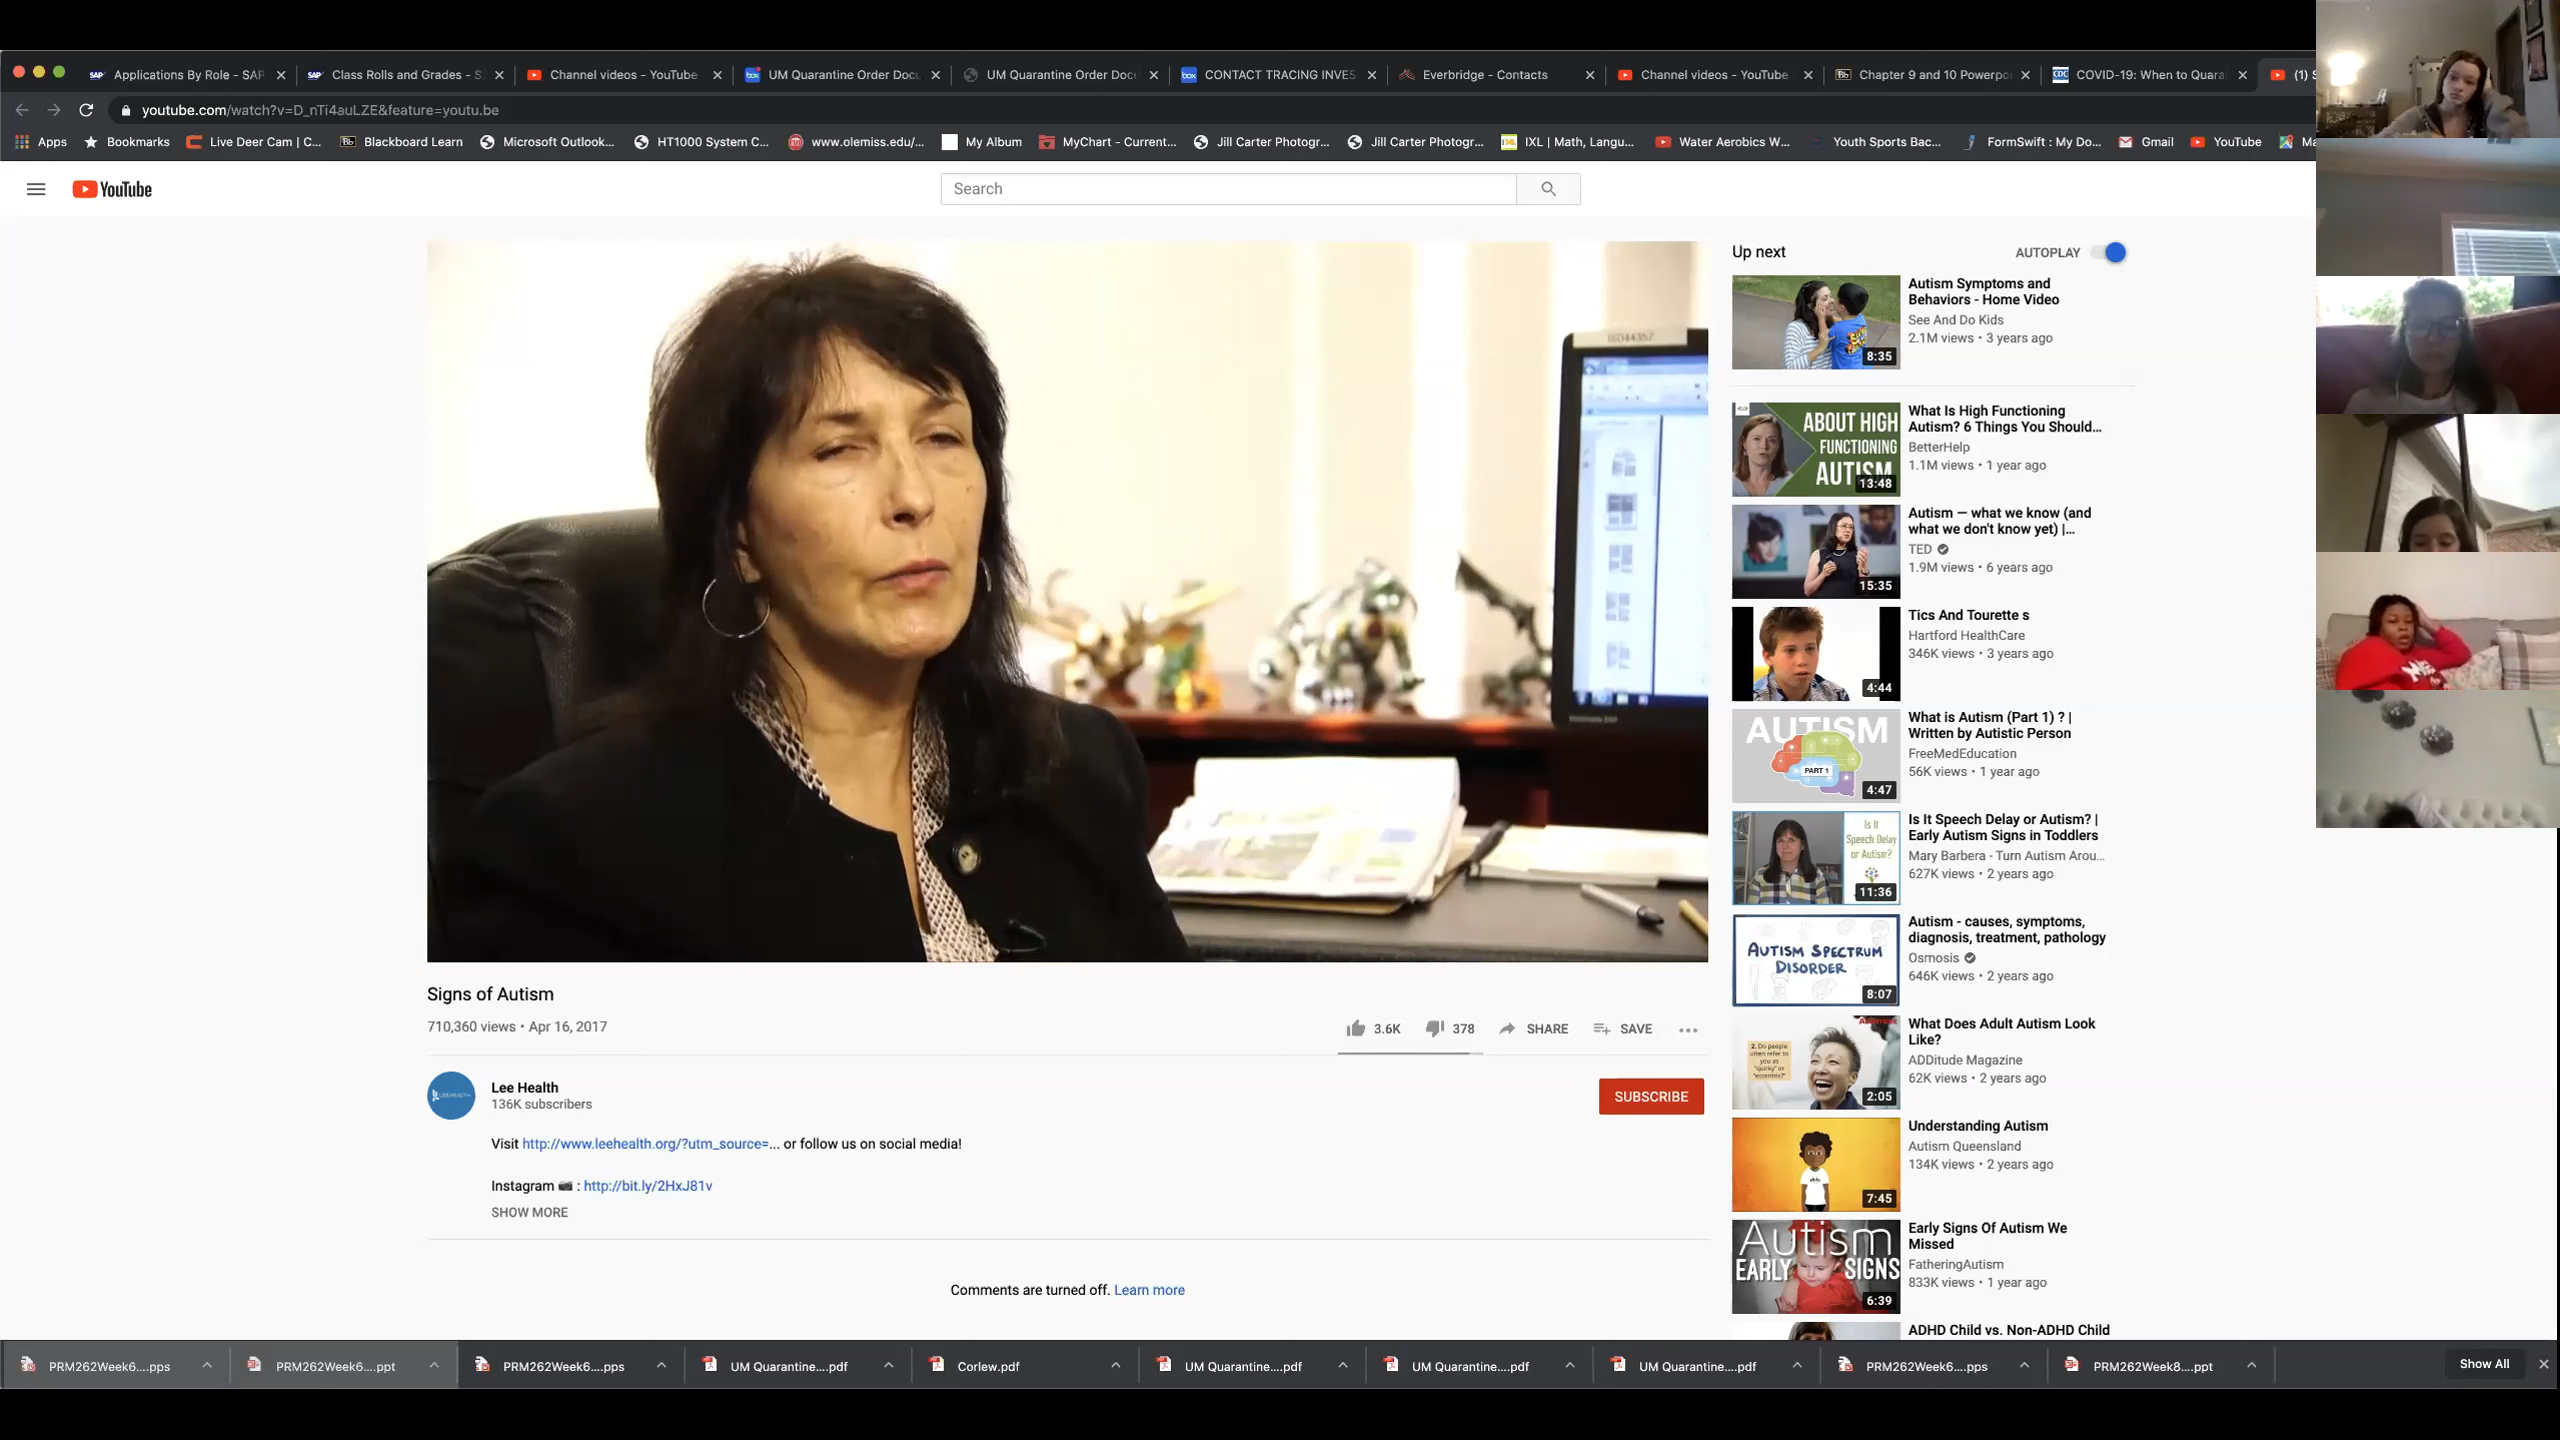 Applications By Role - SAP
Class Rolls and Grades - S
Channel videos - YouTube
UM Quarantine Order Docu
UM Quarantine Order Doc
CONTACT TRACING INVES
Everbridge - Contacts
Channel videos - YouTube
Chapter 9 and 10 Powerpo
COVID-19: When to Quara
(1) S
youtube.com/watch?v=D_nTi4auLZE&feature=youtu.be
Apps
Bookmarks
Live Deer Cam | C...
Blackboard Learn
Microsoft Outlook...
HT1000 System C...
www.olemiss.edu/...
My Album
MyChart - Current...
Jill Carter Photogr...
Jill Carter Photogr...
IXL | Math, Langu...
Water Aerobics W...
Youth Sports Bac...
FormSwift : My Do...
Gmail
YouTube
Ma
YouTube
Search
Signs of Autism
710,360 views • Apr 16, 2017
3.6K
378
SHARE
SAVE
Lee Health
136K subscribers
SUBSCRIBE
Visit http://www.leehealth.org/?utm_source=... or follow us on social media!
Instagram 📷 : http://bit.ly/2HxJ81v
SHOW MORE
Comments are turned off. Learn more
Up next
AUTOPLAY
8:35
Autism Symptoms and
Behaviors - Home Video
See And Do Kids
2.1M views • 3 years ago
ABOUT HIGH
FUNCTIONING
AUTISM
13:48
What Is High Functioning
Autism? 6 Things You Should...
BetterHelp
1.1M views • 1 year ago
15:35
Autism — what we know (and
what we don't know yet) |...
TED
1.9M views • 6 years ago
4:44
Tics And Tourette s
Hartford HealthCare
346K views • 3 years ago
AUTISM
PART 1
4:47
What is Autism (Part 1) ? |
Written by Autistic Person
FreeMedEducation
56K views • 1 year ago
Is It
Speech Delay
or Autism?
11:36
Is It Speech Delay or Autism? |
Early Autism Signs in Toddlers
Mary Barbera - Turn Autism Arou...
627K views • 2 years ago
AUTISM SPECTRUM
DISORDER
8:07
Autism - causes, symptoms,
diagnosis, treatment, pathology
Osmosis
646K views • 2 years ago
2. Do people
often refer to
you as
"quirky" or
"eccentric?"
2:05
What Does Adult Autism Look
Like?
ADDitude Magazine
62K views • 2 years ago
7:45
Understanding Autism
Autism Queensland
134K views • 2 years ago
Autism
EARLY SIGNS
6:39
Early Signs Of Autism We
Missed
FatheringAutism
833K views • 1 year ago
ADHD Child vs. Non-ADHD Child
PRM262Week6....pps
PRM262Week6....ppt
PRM262Week6....pps
UM Quarantine....pdf
Corlew.pdf
UM Quarantine....pdf
UM Quarantine....pdf
UM Quarantine....pdf
PRM262Week6....pps
PRM262Week8....ppt
Show All